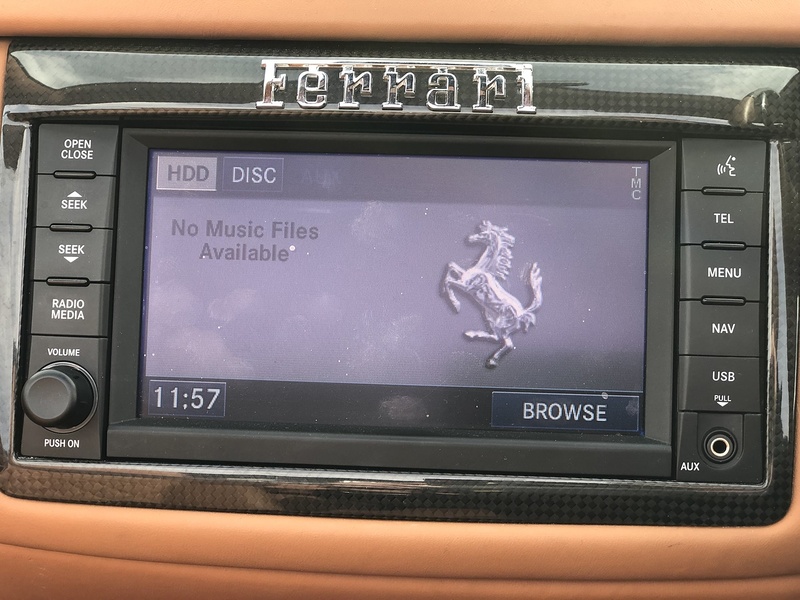 Ferrari
OPEN
CLOSE
SEEK
SEEK
RADIO
MEDIA
VOLUME
PUSH ON
HDD
DISC
TMC
No Music Files
Available
11:57
BROWSE
TEL
MENU
NAV
USB
PULL
AUX